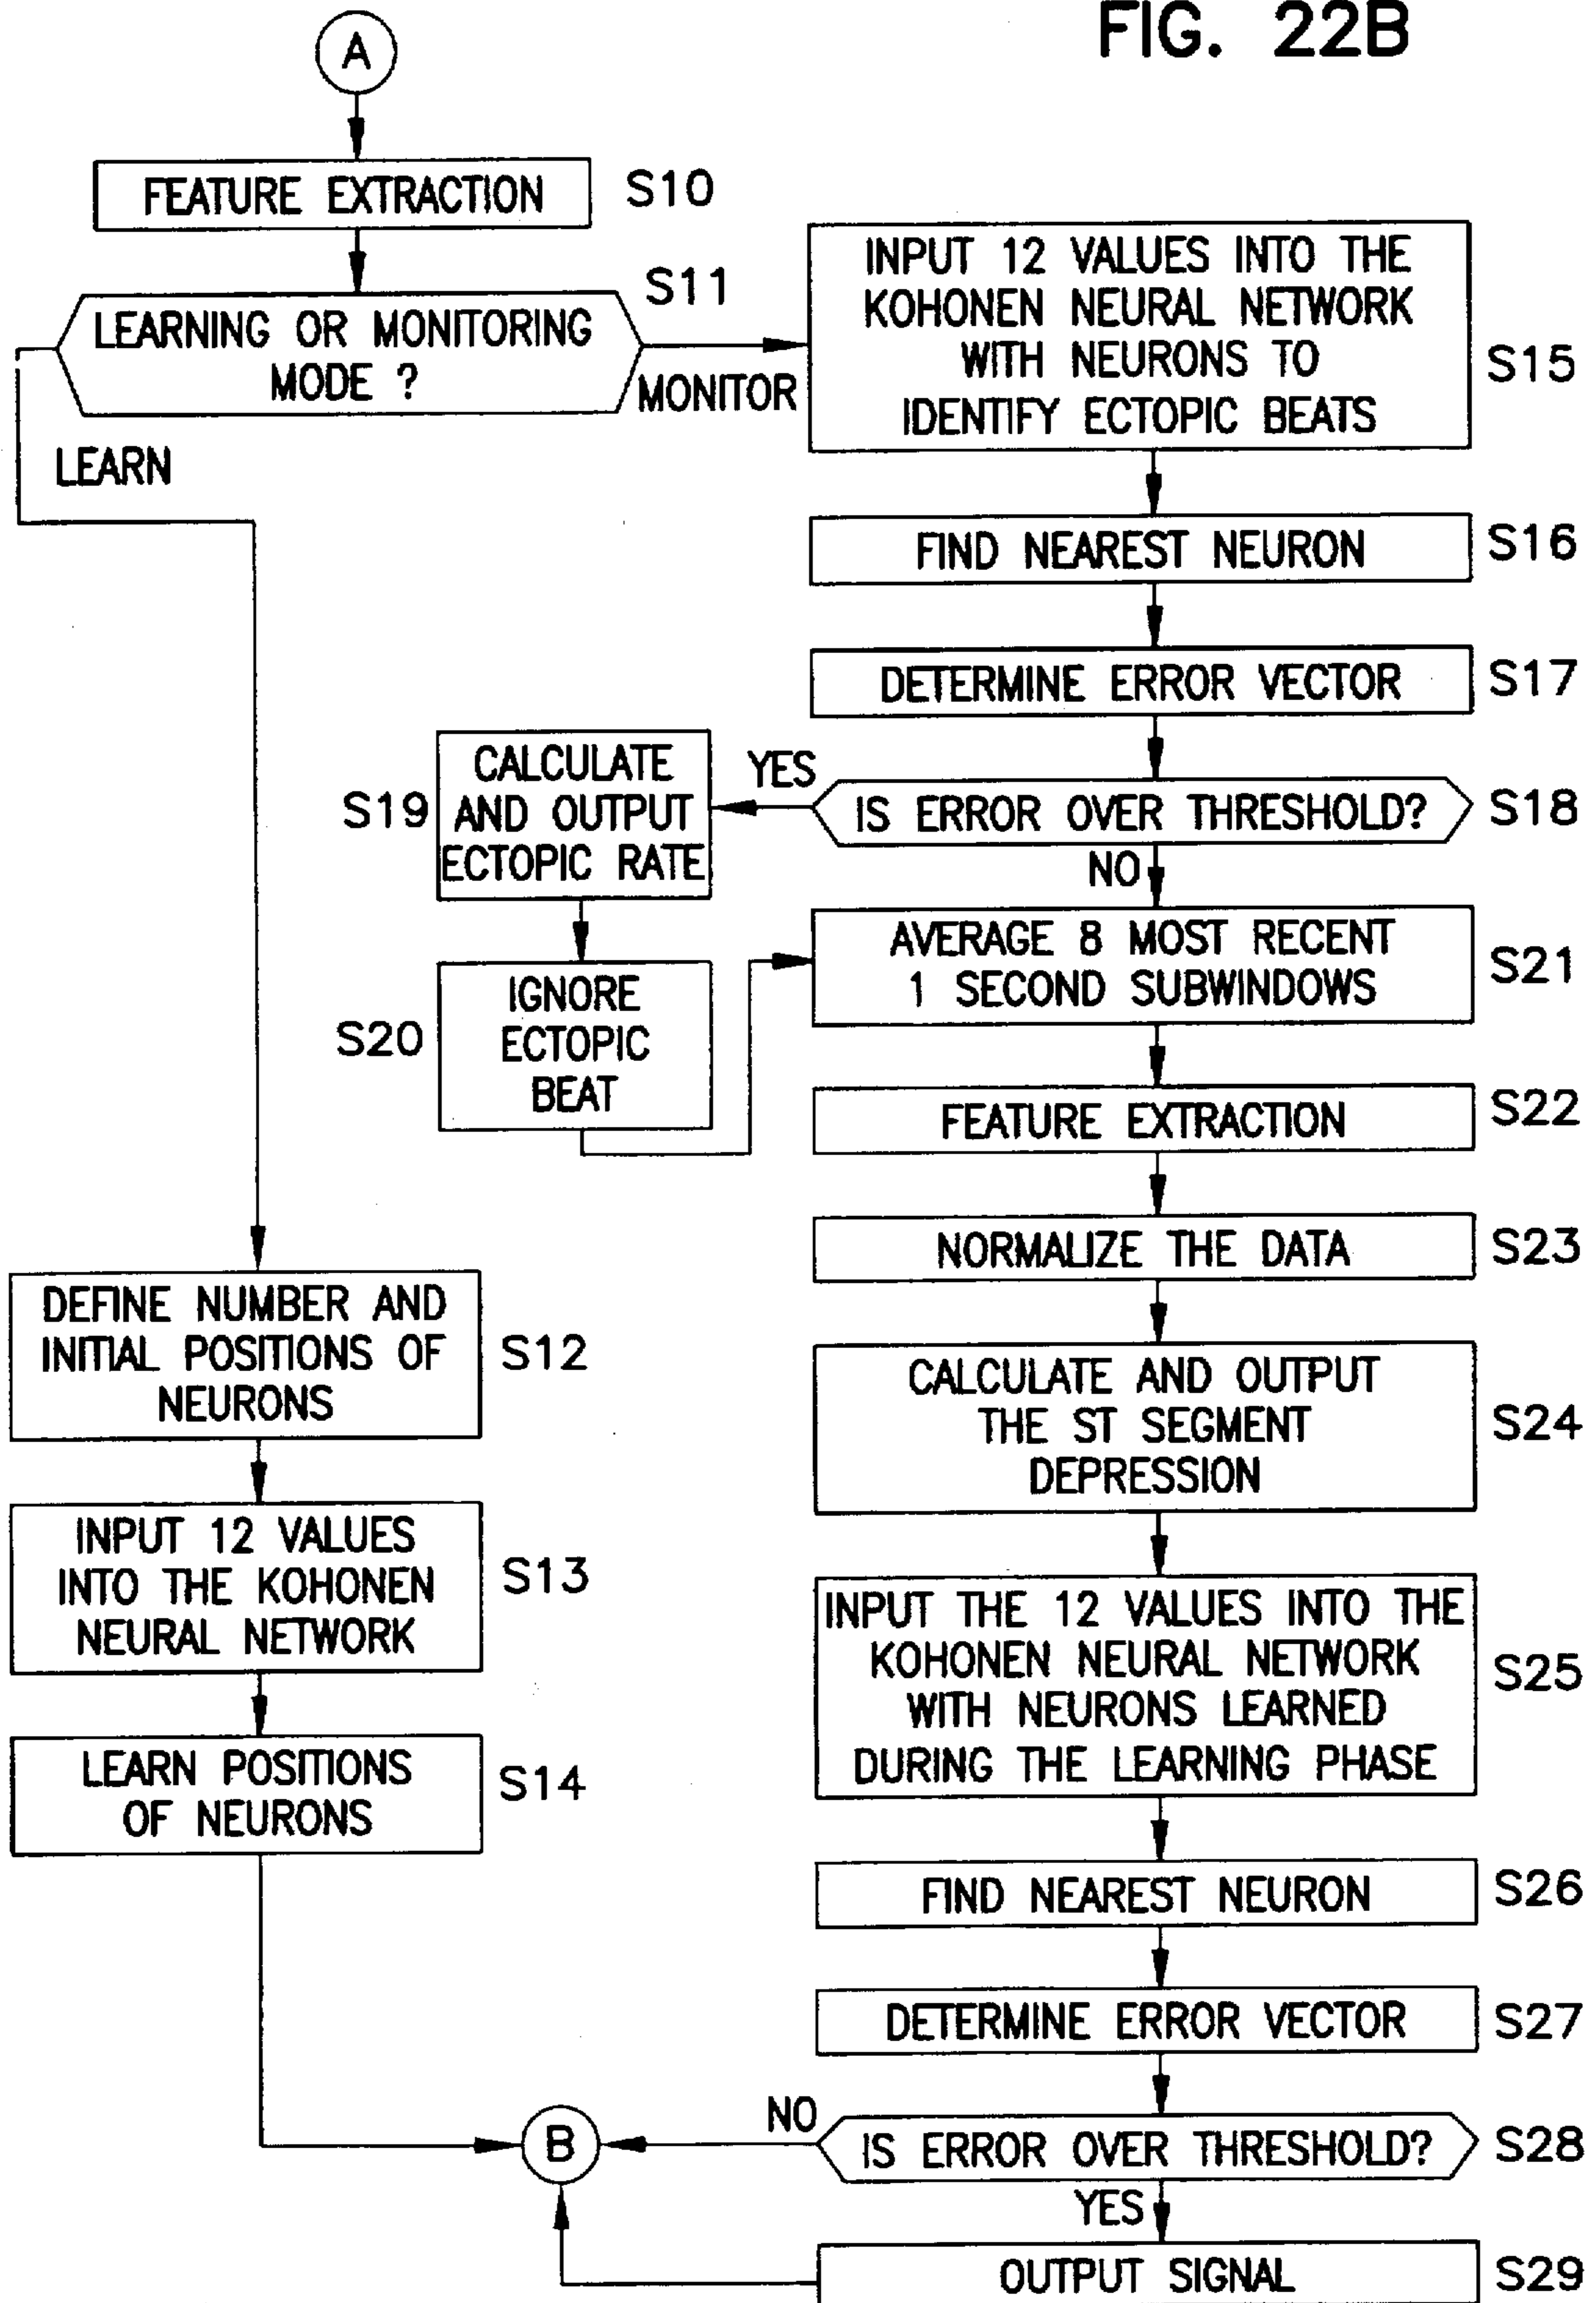 FIG. 22B
A
FEATURE EXTRACTION
S10
LEARNING OR MONITORING
MODE ?
S11
MONITOR
LEARN
INPUT 12 VALUES INTO THE
KOHONEN NEURAL NETWORK
WITH NEURONS TO
IDENTIFY ECTOPIC BEATS
S15
FIND NEAREST NEURON
S16
DETERMINE ERROR VECTOR
S17
IS ERROR OVER THRESHOLD?
S18
YES
NO
CALCULATE
AND OUTPUT
ECTOPIC RATE
S19
IGNORE
ECTOPIC
BEAT
S20
AVERAGE 8 MOST RECENT
1 SECOND SUBWINDOWS
S21
FEATURE EXTRACTION
S22
NORMALIZE THE DATA
S23
DEFINE NUMBER AND
INITIAL POSITIONS OF
NEURONS
S12
INPUT 12 VALUES
INTO THE KOHONEN
NEURAL NETWORK
S13
LEARN POSITIONS
OF NEURONS
S14
CALCULATE AND OUTPUT
THE ST SEGMENT
DEPRESSION
S24
INPUT THE 12 VALUES INTO THE
KOHONEN NEURAL NETWORK
WITH NEURONS LEARNED
DURING THE LEARNING PHASE
S25
FIND NEAREST NEURON
S26
DETERMINE ERROR VECTOR
S27
IS ERROR OVER THRESHOLD?
S28
NO
B
YES
OUTPUT SIGNAL
S29